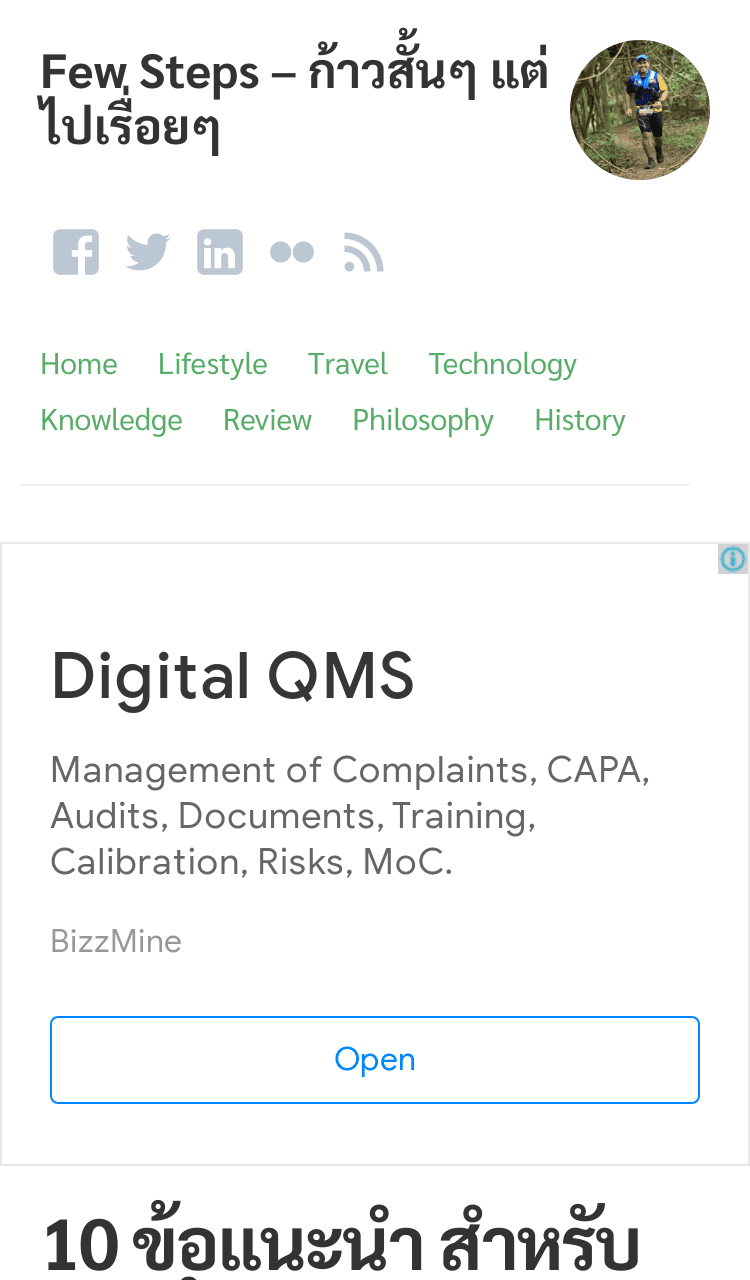 Few Steps – ก้าวสั้นๆ แต่
ไปเรื่อยๆ
Home Lifestyle Travel Technology
Knowledge Review Philosophy History
Digital QMS
Management of Complaints, CAPA,
Audits, Documents, Training,
Calibration, Risks, MoC.
BizzMine
Open
10 ข้อแนะนำ สำหรับ